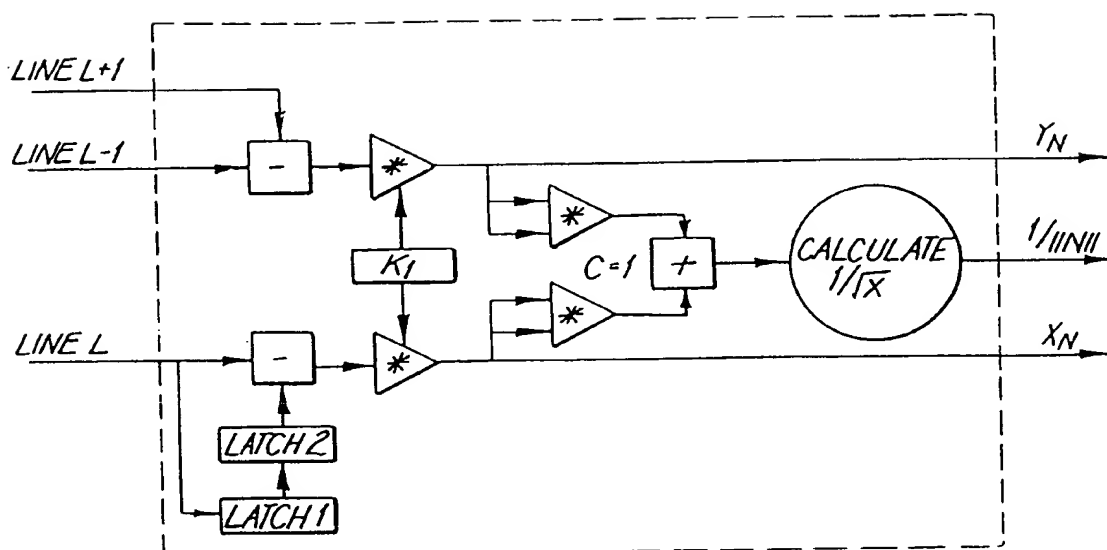 LINE L+1
LINE L-1
-
*
Y_N
*
K1
C=1
+
CALCULATE
1/√X
1/||N||
*
LINE L
-
*
X_N
LATCH 2
LATCH 1